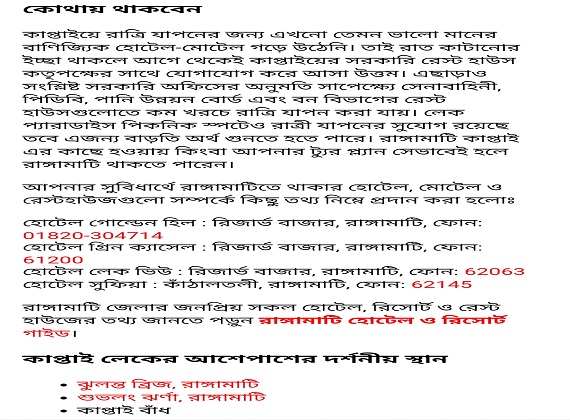 কোথায় থাকবেন
কাপ্তাইয়ে রাত্রি যাপনের জন্য এখনো তেমন ভালো মানের
বাণিজ্যিক হোটেল-মোটেল গড়ে উঠেনি। তাই রাত কাটানোর
ইচ্ছা থাকলে আগে থেকেই কাপ্তাইয়ের সরকারি রেস্ট হাউস
কতৃপক্ষের সাথে যোগাযোগ করে আসা উত্তম। এছাড়াও
সংশ্লিষ্ট সরকারি অফিসের অনুমতি সাপেক্ষে সেনাবাহিনী,
পিডিবি, পানি উন্নয়ন বোর্ড এবং বন বিভাগের রেস্ট
হাউসগুলোতে কম খরচে রাত্রি যাপন করা যায়। লেক
প্যারাডাইস পিকনিক স্পটেও রাত্রী যাপনের সুযোগ রয়েছে
তবে এজন্য বাড়তি অর্থ গুনতে হতে পারে। রাঙ্গামাটি কাপ্তাই
এর কাছে হওয়ায় কিংবা আপনার ট্যুর প্ল্যান সেভাবেই হলে
রাঙ্গামাটি থাকতে পারেন।
আপনার সুবিধার্থে রাঙ্গামাটিতে থাকার হোটেল, মোটেল ও
রেস্টহাউজগুলো সম্পর্কে কিছু তথ্য নিম্নে প্রদান করা হলোঃ
হোটেল গোল্ডেন হিল : রিজার্ভ বাজার, রাঙ্গামাটি, ফোন:
01820-304714
হোটেল গ্রিন ক্যাসেল : রিজার্ভ বাজার, রাঙ্গামাটি, ফোন:
61200
হোটেল লেক ভিউ : রিজার্ভ বাজার, রাঙ্গামাটি, ফোন: 62063
হোটেল সুফিয়া : কাঁঠালতলী, রাঙ্গামাটি, ফোন: 62145
রাঙ্গামাটি জেলার জনপ্রিয় সকল হোটেল, রিসোর্ট ও রেস্ট
হাউজের তথ্য জানতে পড়ুন রাঙ্গামাটি হোটেল ও রিসোর্ট
গাইড।
কাপ্তাই লেকের আশেপাশের দর্শনীয় স্থান
• ঝুলন্ত ব্রিজ, রাঙ্গামাটি
• শুভলং ঝর্ণা, রাঙ্গামাটি
• কাপ্তাই বাঁধ